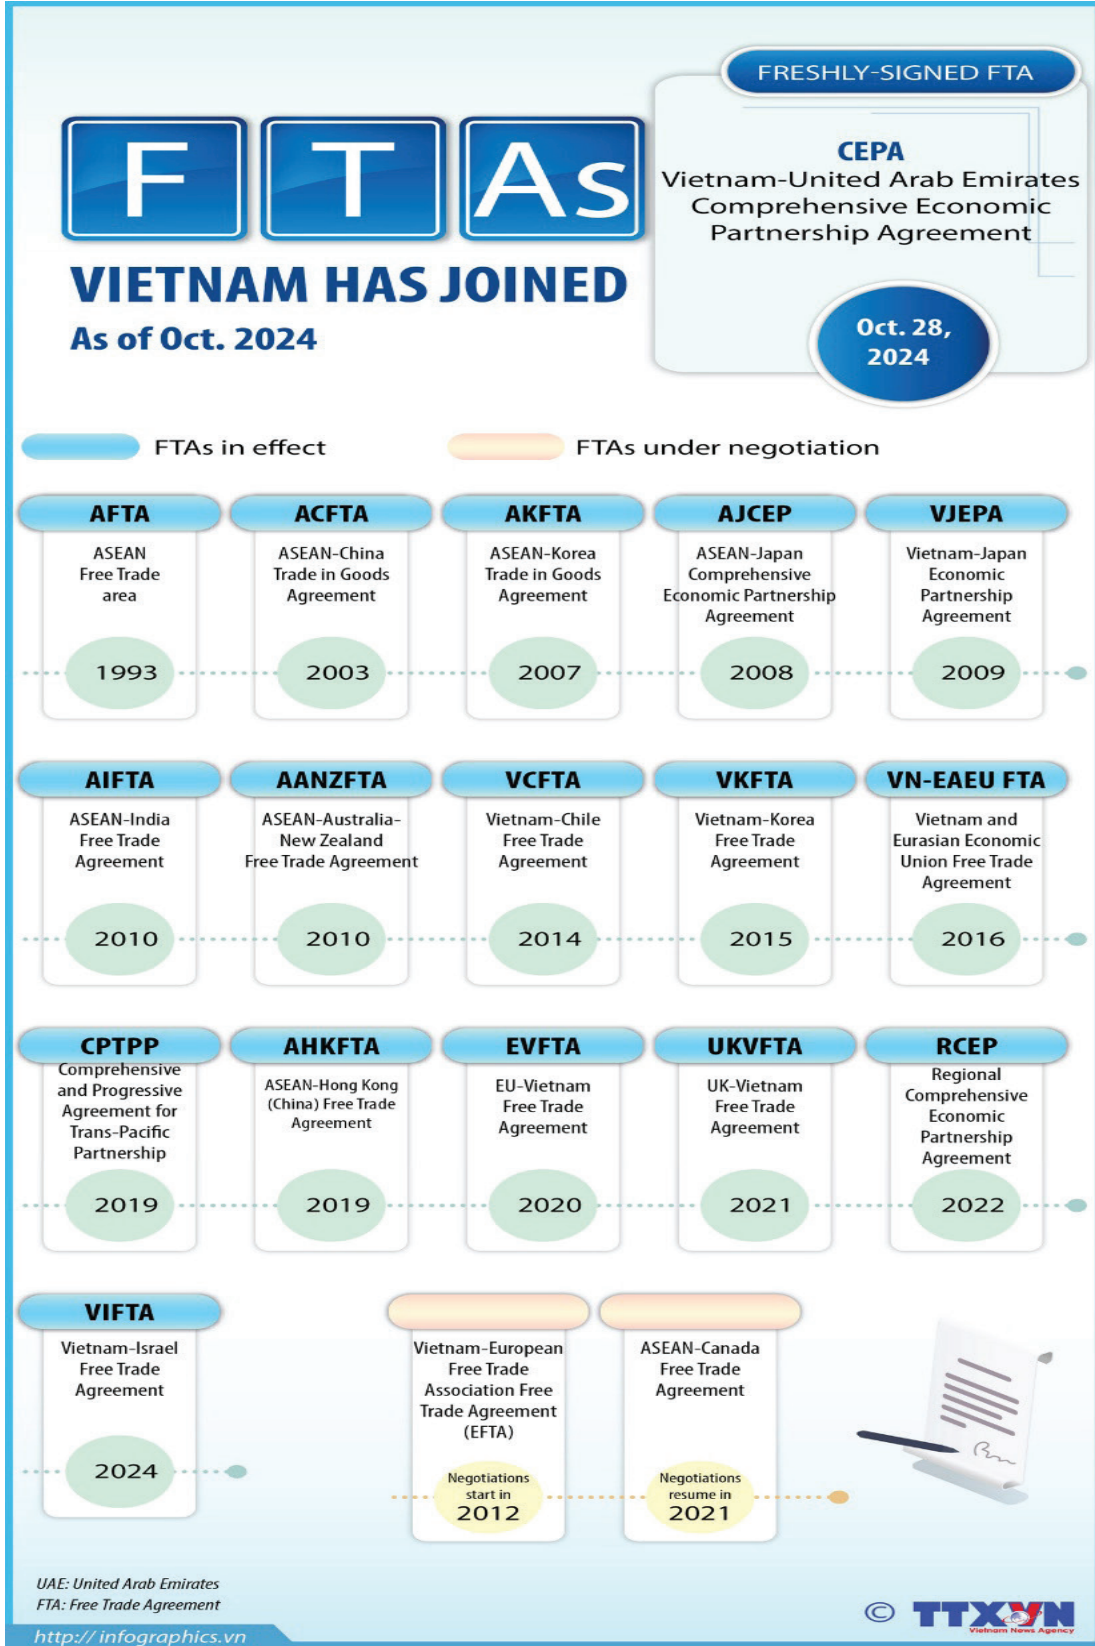 FRESHLY-SIGNED FTA
CEPA
Vietnam-United Arab Emirates
Comprehensive Economic
Partnership Agreement
Oct. 28,
2024
F T As
VIETNAM HAS JOINED
As of Oct. 2024
FTAs in effect
FTAs under negotiation
AFTA
ASEAN
Free Trade
area
1993
ACFTA
ASEAN-China
Trade in Goods
Agreement
2003
AKFTA
ASEAN-Korea
Trade in Goods
Agreement
2007
AJCEP
ASEAN-Japan
Comprehensive
Economic Partnership
Agreement
2008
VJEPA
Vietnam-Japan
Economic
Partnership
Agreement
2009
AIFTA
ASEAN-India
Free Trade
Agreement
2010
AANZFTA
ASEAN-Australia-
New Zealand
Free Trade Agreement
2010
VCFTA
Vietnam-Chile
Free Trade
Agreement
2014
VKFTA
Vietnam-Korea
Free Trade
Agreement
2015
VN-EAEU FTA
Vietnam and
Eurasian Economic
Union Free Trade
Agreement
2016
CPTPP
Comprehensive
and Progressive
Agreement for
Trans-Pacific
Partnership
2019
AHKFTA
ASEAN-Hong Kong
(China) Free Trade
Agreement
2019
EVFTA
EU-Vietnam
Free Trade
Agreement
2020
UKVFTA
UK-Vietnam
Free Trade
Agreement
2021
RCEP
Regional
Comprehensive
Economic
Partnership
Agreement
2022
VIFTA
Vietnam-Israel
Free Trade
Agreement
2024
Vietnam-European
Free Trade
Association Free
Trade Agreement
(EFTA)
Negotiations
start in
2012
ASEAN-Canada
Free Trade
Agreement
Negotiations
resume in
2021
UAE: United Arab Emirates
FTA: Free Trade Agreement
http:// infographics.vn
© TTXVN
Vietnam News Agency